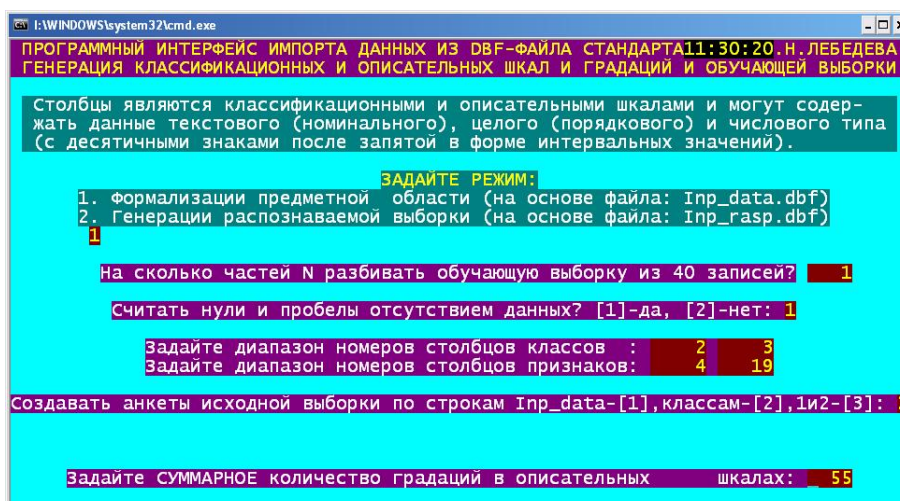 I:\WINDOWS\system32\cmd.exe
ПРОГРАММНЫЙ ИНТЕРФЕЙС ИМПОРТА ДАННЫХ ИЗ DBF-ФАЙЛА СТАНДАРТА11:30:20.Н.ЛЕБЕДЕВА
ГЕНЕРАЦИЯ КЛАССИФИКАЦИОННЫХ И ОПИСАТЕЛЬНЫХ ШКАЛ И ГРАДАЦИЙ И ОБУЧАЮЩЕЙ ВЫБОРКИ
Столбцы являются классификационными и описательными шкалами и могут содер-
жать данные текстового (номинального), целого (порядкового) и числового типа
(с десятичными знаками после запятой в форме интервальных значений).
ЗАДАЙТЕ РЕЖИМ:
1. Формализации предметной области (на основе файла: Inp_data.dbf)
2. Генерации распознаваемой выборки (на основе файла: Inp_rasp.dbf)
1
На сколько частей N разбивать обучающую выборку из 40 записей? 1
Считать нули и пробелы отсутствием данных? [1]-да, [2]-нет: 1
Задайте диапазон номеров столбцов классов : 2 3
Задайте диапазон номеров столбцов признаков: 4 19
Создавать анкеты исходной выборки по строкам Inp_data-[1],классам-[2],1и2-[3]:
Задайте СУММАРНОЕ количество градаций в описательных шкалах: _ 55